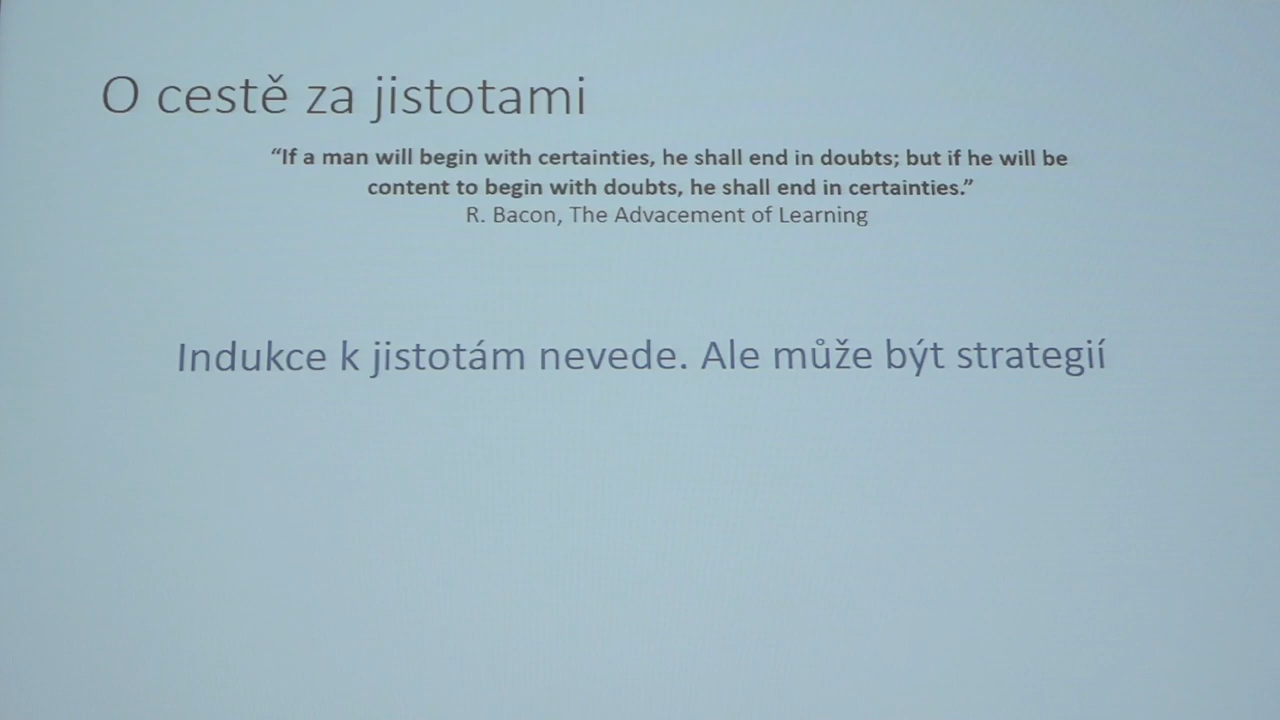 O cestě za jistotami
“If a man will begin with certainties, he shall end in doubts; but if he will be
content to begin with doubts, he shall end in certainties.”
R. Bacon, The Advacement of Learning
Indukce k jistotám nevede. Ale může být strategií